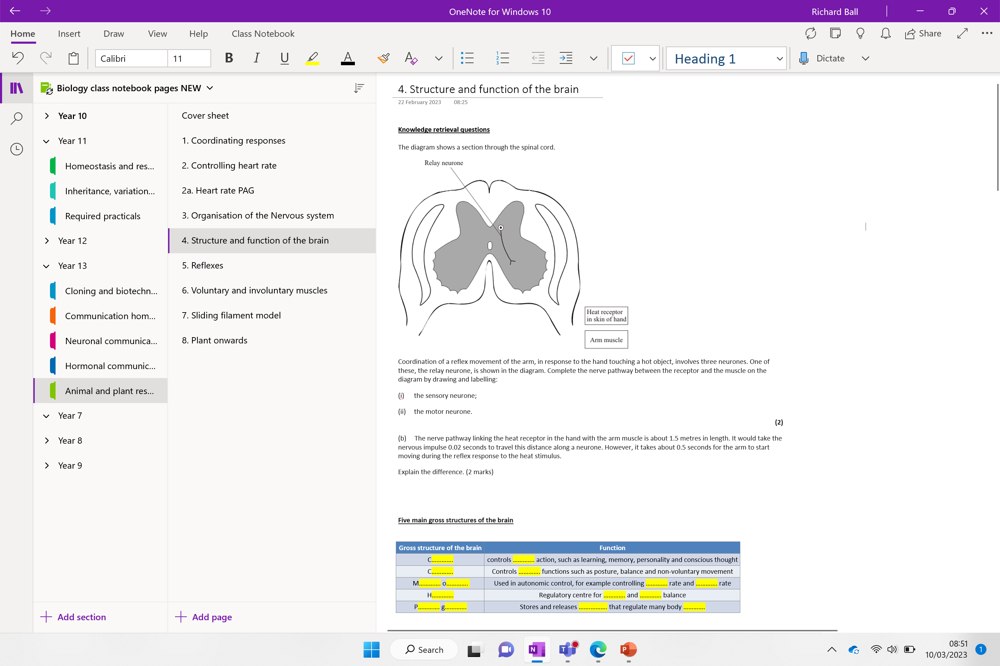 OneNote for Windows 10
Richard Ball
Home Insert Draw View Help Class Notebook
Share
Calibri 11 B I U A A Heading 1 Dictate
Biology class notebook pages NEW
Year 10
Year 11
Homeostasis and res...
Inheritance, variation...
Required practicals
Year 12
Year 13
Cloning and biotechn...
Communication hom...
Neuronal communica...
Hormonal communic...
Animal and plant res...
Year 7
Year 8
Year 9
Add section
Cover sheet
1. Coordinating responses
2. Controlling heart rate
2a. Heart rate PAG
3. Organisation of the Nervous system
4. Structure and function of the brain
5. Reflexes
6. Voluntary and involuntary muscles
7. Sliding filament model
8. Plant onwards
Add page
4. Structure and function of the brain
22 February 2023 08:25
Knowledge retrieval questions
The diagram shows a section through the spinal cord.
Relay neurone
Heat receptor
in skin of hand
Arm muscle
Coordination of a reflex movement of the arm, in response to the hand touching a hot object, involves three neurones. One of
these, the relay neurone, is shown in the diagram. Complete the nerve pathway between the receptor and the muscle on the
diagram by drawing and labelling:
(i) the sensory neurone;
(ii) the motor neurone.
(2)
(b) The nerve pathway linking the heat receptor in the hand with the arm muscle is about 1.5 metres in length. It would take the
nervous impulse 0.02 seconds to travel this distance along a neurone. However, it takes about 0.5 seconds for the arm to start
moving during the reflex response to the heat stimulus.
Explain the difference. (2 marks)
Five main gross structures of the brain
Gross structure of the brain Function
C............. controls ............. action, such as learning, memory, personality and conscious thought
C............. Controls ............. functions such as posture, balance and non-voluntary movement
M............. o............. Used in autonomic control, for example controlling ............. rate and ............. rate
H............. Regulatory centre for ............. and ............. balance
P............. g............. Stores and releases ................. that regulate many body .............
Search
08:51
10/03/2023
1